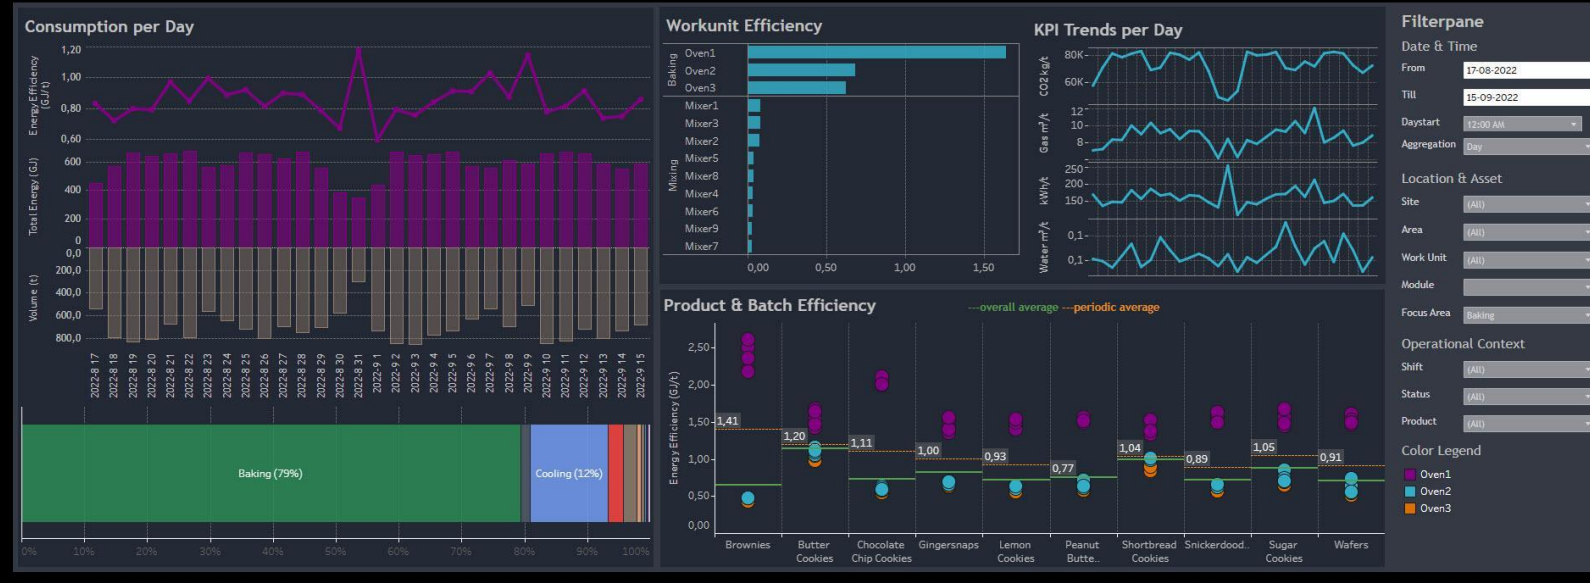 Consumption per Day
Energy Efficiency
(GJ/t)
1,20
1,00
0,80
0,60
Total Energy (GJ)
600
400
200
0
Volume (t)
0,0
200,0
400,0
600,0
800,0
2022-8 17
2022-8 18
2022-8 19
2022-8 20
2022-8 21
2022-8 22
2022-8 23
2022-8 24
2022-8 25
2022-8 26
2022-8 27
2022-8 28
2022-8 29
2022-8 30
2022-8 31
2022-9 1
2022-9 2
2022-9 3
2022-9 4
2022-9 5
2022-9 6
2022-9 7
2022-9 8
2022-9 9
2022-9 10
2022-9 11
2022-9 12
2022-9 13
2022-9 14
2022-9 15
Baking (79%)
Cooling (12%)
0%
10%
20%
30%
40%
50%
60%
70%
80%
90%
100%
Workunit Efficiency
Baking
Oven1
Oven2
Oven3
Mixing
Mixer1
Mixer3
Mixer2
Mixer5
Mixer8
Mixer4
Mixer6
Mixer9
Mixer7
0,00
0,50
1,00
1,50
KPI Trends per Day
CO2 kg/t
80K
60K
Gas m³/t
12
10
8
kWh/t
250
200
150
Water m³/t
0,1
0,1
Product & Batch Efficiency
---overall average ---periodic average
Energy Efficiency (GJ/t)
2,50
2,00
1,50
1,00
0,50
0,00
1,41
1,20
1,11
1,00
0,93
0,77
1,04
0,89
1,05
0,91
Brownies
Butter
Cookies
Chocolate
Chip Cookies
Gingersnaps
Lemon
Cookies
Peanut
Butte..
Shortbread
Cookies
Snickerdood..
Sugar
Cookies
Wafers
Filterpane
Date & Time
From
17-08-2022
Till
15-09-2022
Daystart
12:00 AM
Aggregation
Day
Location & Asset
Site
(All)
Area
(All)
Work Unit
(All)
Module
Focus Area
Baking
Operational Context
Shift
(All)
Status
(All)
Product
(All)
Color Legend
Oven1
Oven2
Oven3